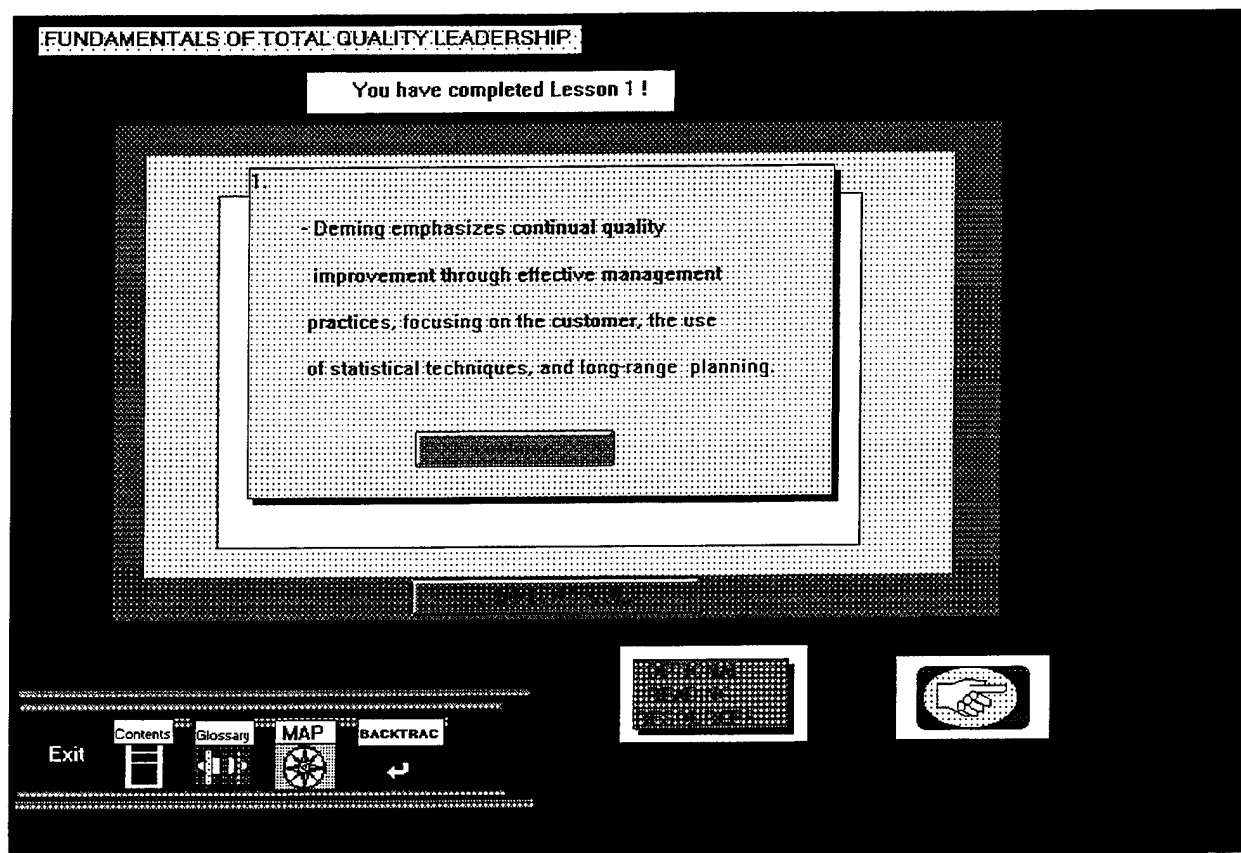 FUNDAMENTALS OF TOTAL QUALITY LEADERSHIP
You have completed Lesson 1 !
1.
- Deming emphasizes continual quality
improvement through effective management
practices, focusing on the customer, the use
of statistical techniques, and long-range planning.
Exit
Contents
Glossary
MAP
BACKTRAC